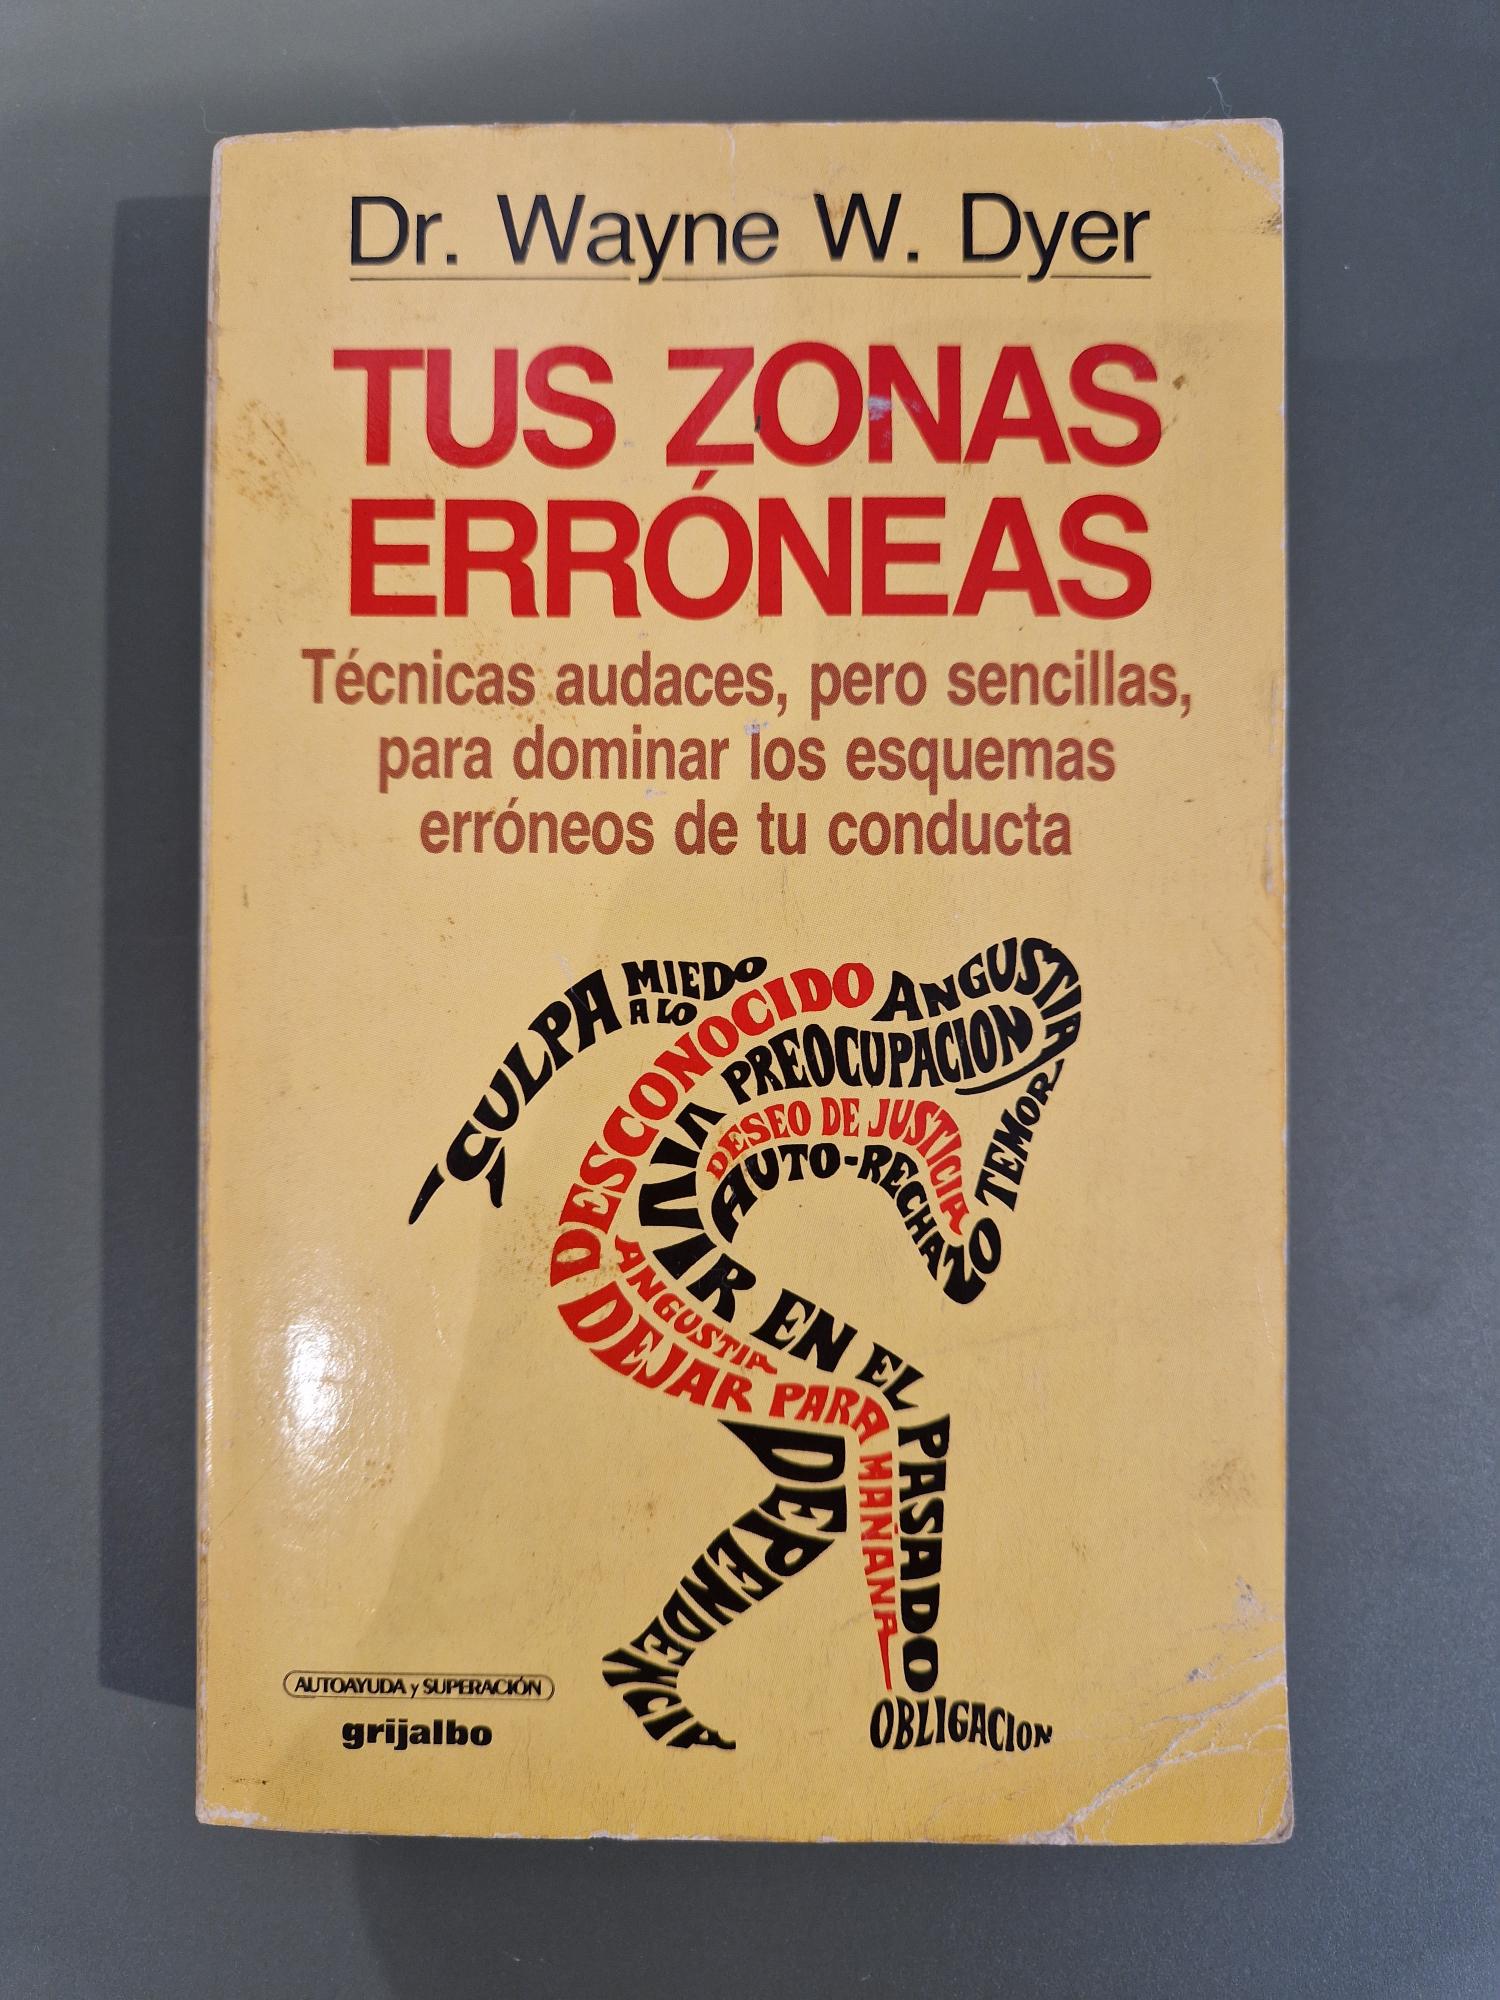 Dr. Wayne W. Dyer
TUS ZONAS
ERRÓNEAS
Técnicas audaces, pero sencillas,
para dominar los esquemas
erróneos de tu conducta
CULPA
MIEDO
A LO
DESCONOCIDO
ANGUSTIA
PREOCUPACION
TEMOR
DESEO DE JUSTICIA
AUTO-RECHAZO
VIVIR EN EL PASADO
ANGUSTIA
DEJAR PARA MAÑANA
DEPENDENCIA
OBLIGACION
AUTOAYUDA y SUPERACIÓN
grijalbo